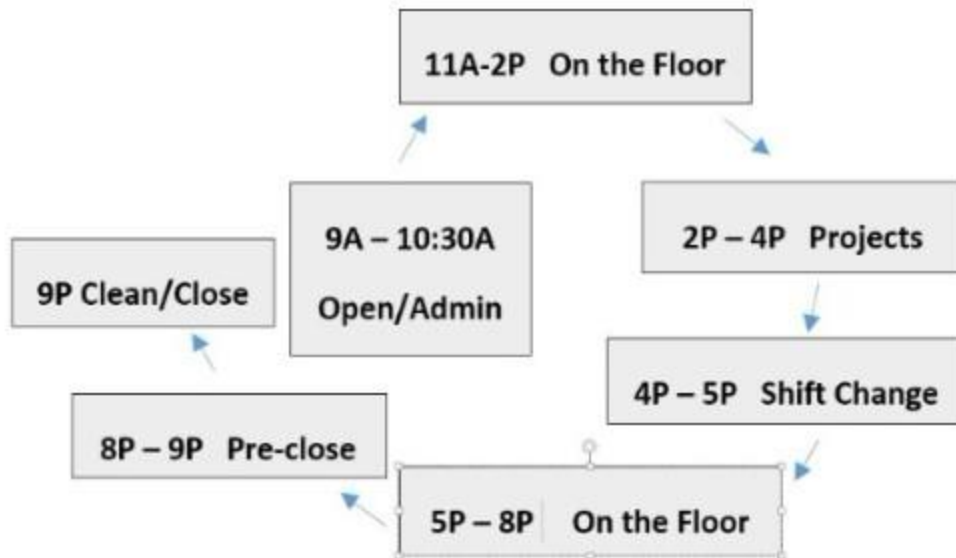 11A-2P On the Floor
9A – 10:30A
Open/Admin
2P – 4P Projects
9P Clean/Close
4P – 5P Shift Change
8P – 9P Pre-close
5P – 8P On the Floor